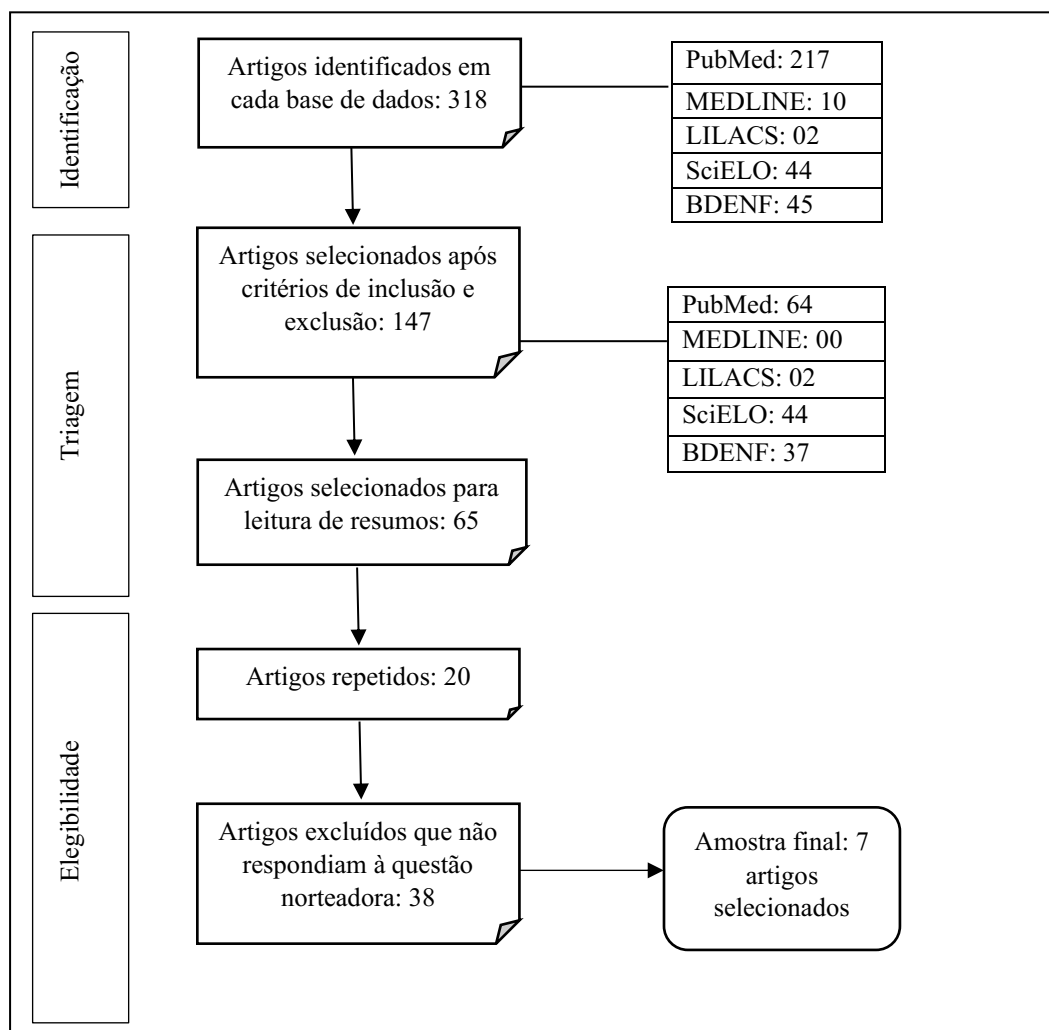 Identificação
Artigos identificados em
cada base de dados: 318
PubMed: 217
MEDLINE: 10
LILACS: 02
SciELO: 44
BDENF: 45
Triagem
Artigos selecionados após
critérios de inclusão e
exclusão: 147
PubMed: 64
MEDLINE: 00
LILACS: 02
SciELO: 44
BDENF: 37
Artigos selecionados para
leitura de resumos: 65
Elegibilidade
Artigos repetidos: 20
Artigos excluídos que não
respondiam à questão
norteadora: 38
Amostra final: 7
artigos
selecionados